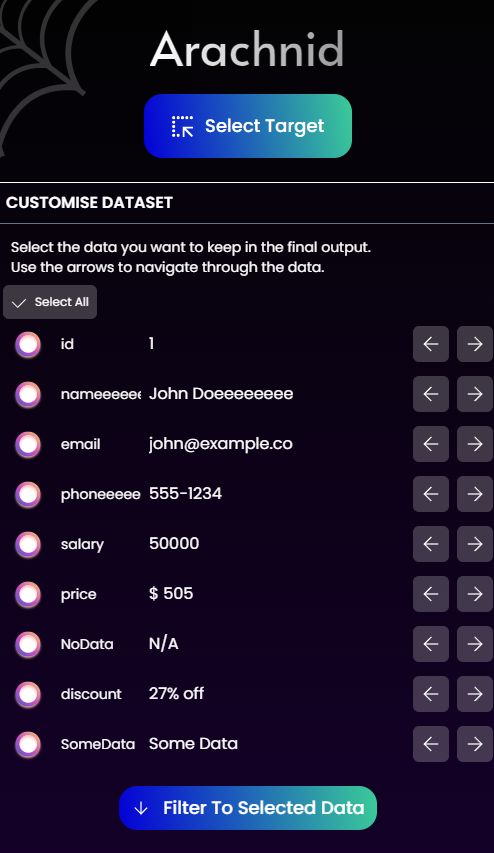 Arachnid
Select Target
CUSTOMISE DATASET
Select the data you want to keep in the final output.
Use the arrows to navigate through the data.
Select All
id 1
nameeeeee John Doeeeeeeee
email john@example.co
phoneeeee 555-1234
salary 50000
price $ 505
NoData N/A
discount 27% off
SomeData Some Data
Filter To Selected Data